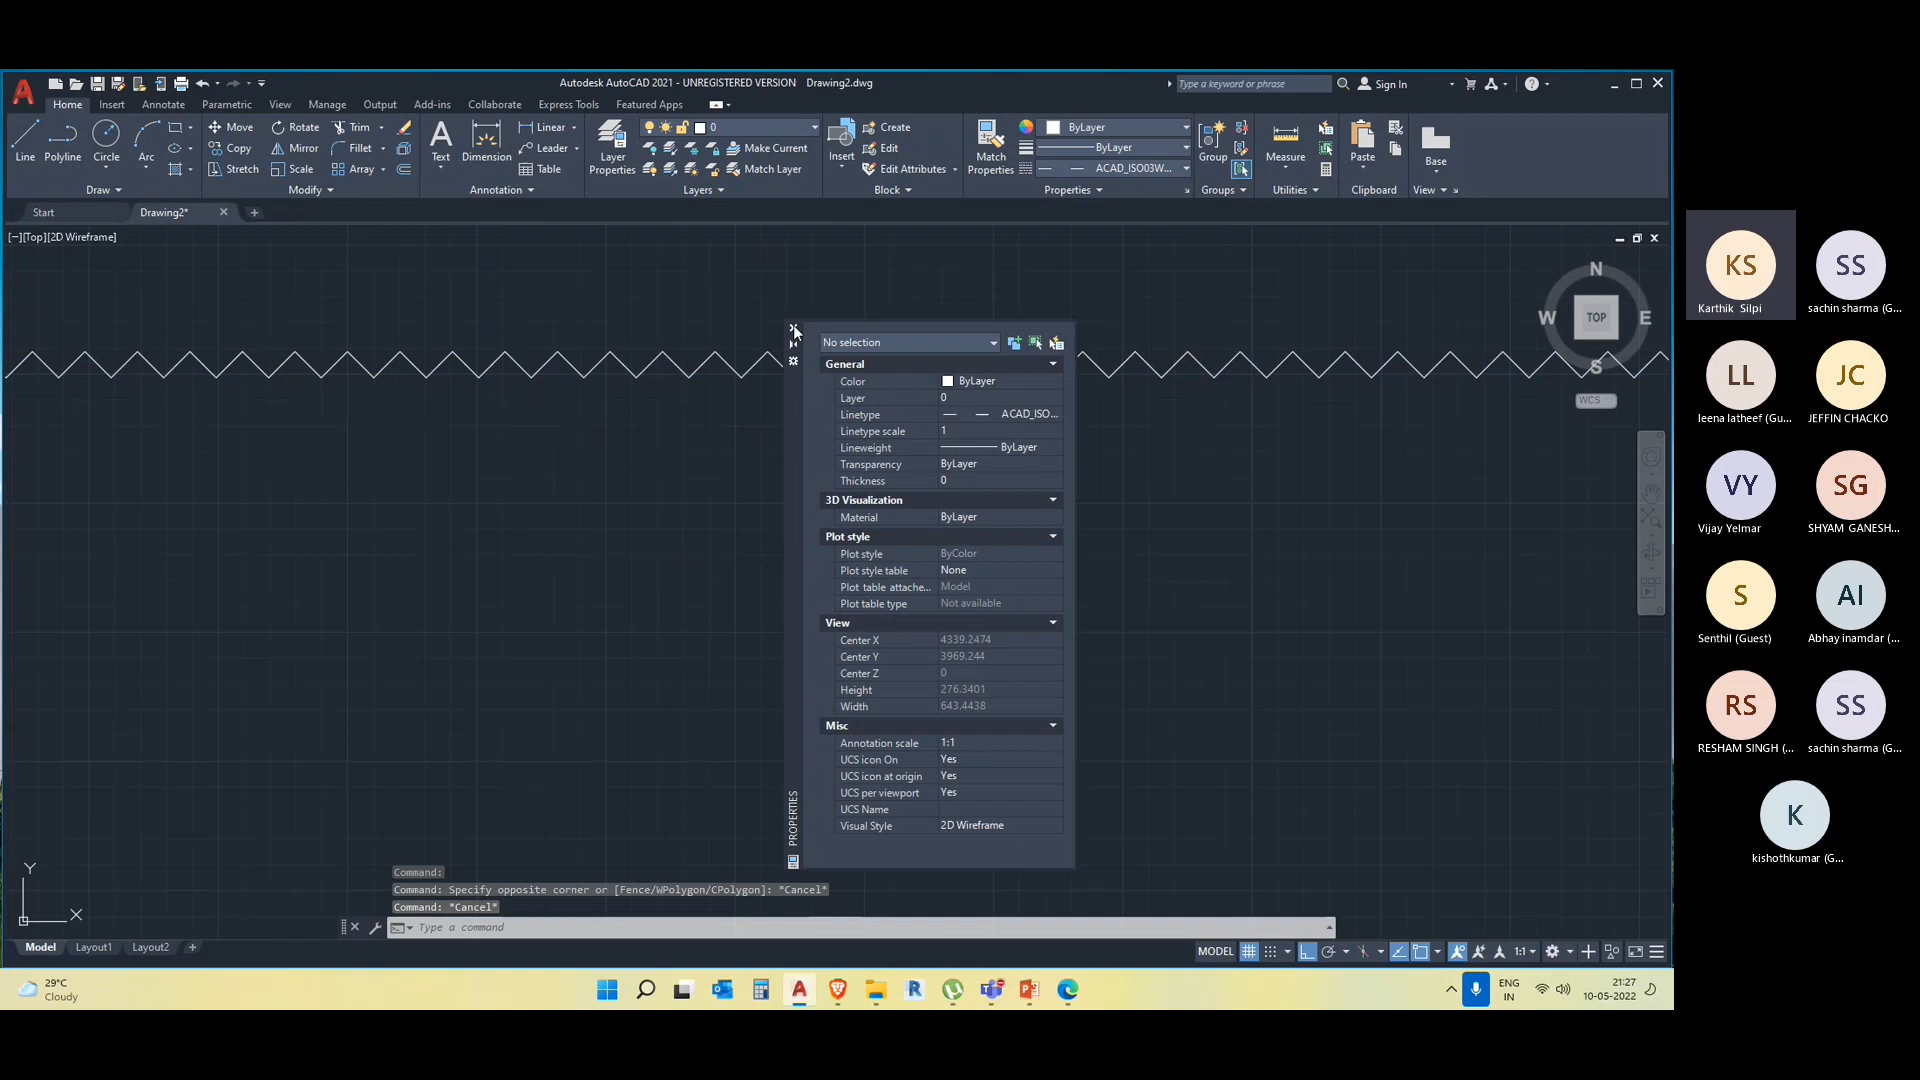 Autodesk AutoCAD 2021 - UNREGISTERED VERSION Drawing2.dwg
Type a keyword or phrase
Sign In
Home Insert Annotate Parametric View Manage Output Add-ins Collaborate Express Tools Featured Apps
Line Polyline Circle Arc
Move Rotate Trim
Copy Mirror Fillet
Stretch Scale Array
Text Dimension
Linear
Leader
Table
Layer Properties
0
Make Current
Match Layer
Insert
Create
Edit
Edit Attributes
Match Properties
ByLayer
ByLayer
ACAD_ISO03W...
Group
Measure
Paste
Base
Draw Modify Annotation Layers Block Properties Groups Utilities Clipboard View
Start Drawing2*
[−][Top][2D Wireframe]
N
W TOP E
S
WCS
No selection
General
Color ByLayer
Layer 0
Linetype ACAD_ISO...
Linetype scale 1
Lineweight ByLayer
Transparency ByLayer
Thickness 0
3D Visualization
Material ByLayer
Plot style
Plot style ByColor
Plot style table None
Plot table attache... Model
Plot table type Not available
View
Center X 4339.2474
Center Y 3969.244
Center Z 0
Height 276.3401
Width 643.4438
Misc
Annotation scale 1:1
UCS icon On Yes
UCS icon at origin Yes
UCS per viewport Yes
UCS Name
Visual Style 2D Wireframe
PROPERTIES
Y
X
Command:
Command: Specify opposite corner or [Fence/WPolygon/CPolygon]: *Cancel*
Command: *Cancel*
Type a command
Model Layout1 Layout2
MODEL 1:1
29°C
Cloudy
ENG
IN
21:27
10-05-2022
KS
Karthik Silpi
SS
sachin sharma (G...
LL
leena latheef (Gu...
JC
JEFFIN CHACKO
VY
Vijay Yelmar
SG
SHYAM GANESH...
S
Senthil (Guest)
AI
Abhay inamdar (...
RS
RESHAM SINGH (...
SS
sachin sharma (G...
K
kishothkumar (G...